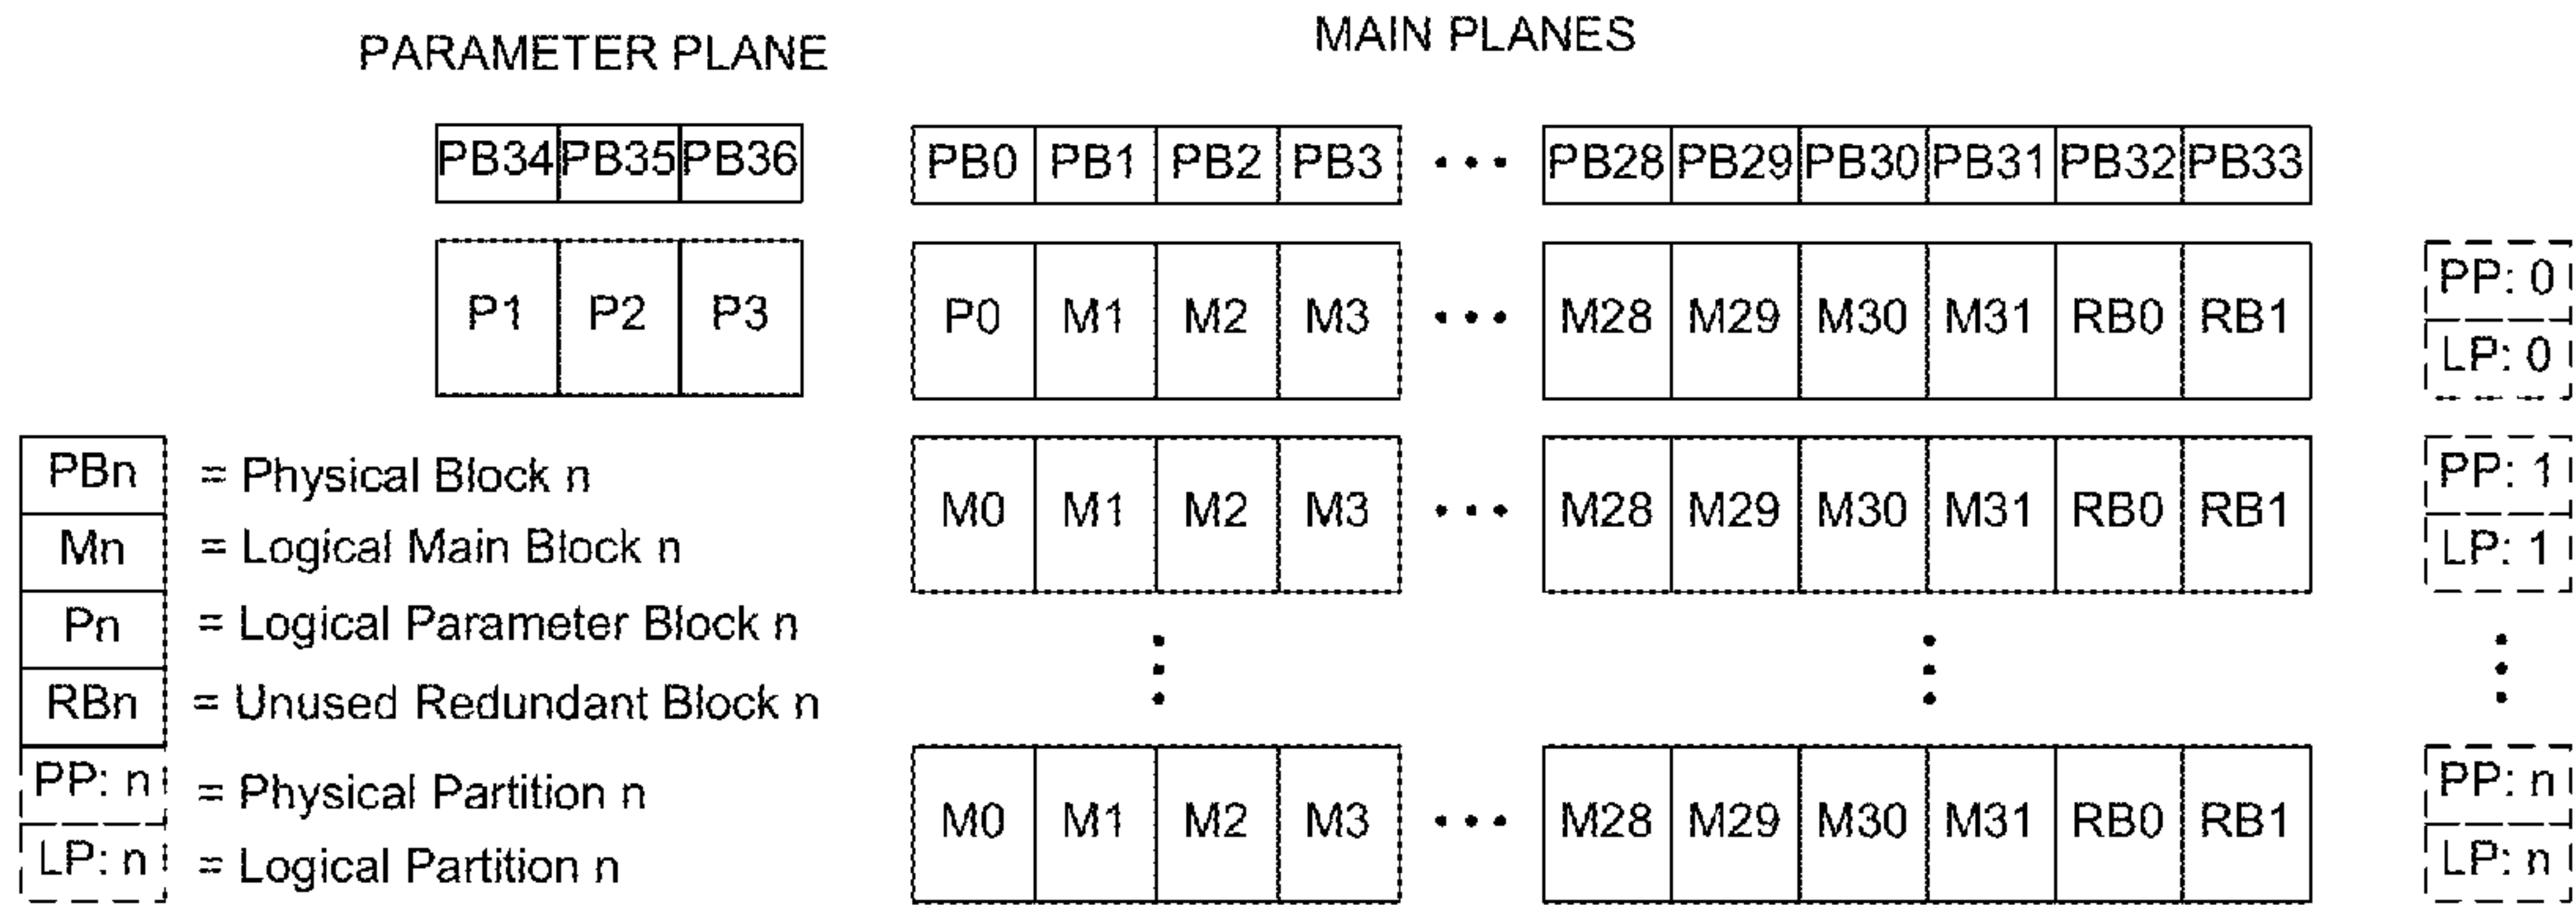 PARAMETER PLANE MAIN PLANES
PB34 PB35 PB36 PB0 PB1 PB2 PB3 ••• PB28 PB29 PB30 PB31 PB32 PB33
P1 P2 P3 P0 M1 M2 M3 ••• M28 M29 M30 M31 RB0 RB1 PP: 0
LP: 0
PBn = Physical Block n
Mn = Logical Main Block n
Pn = Logical Parameter Block n
RBn = Unused Redundant Block n
PP: n = Physical Partition n
LP: n = Logical Partition n
M0 M1 M2 M3 ••• M28 M29 M30 M31 RB0 RB1 PP: 1
LP: 1
M0 M1 M2 M3 ••• M28 M29 M30 M31 RB0 RB1 PP: n
LP: n